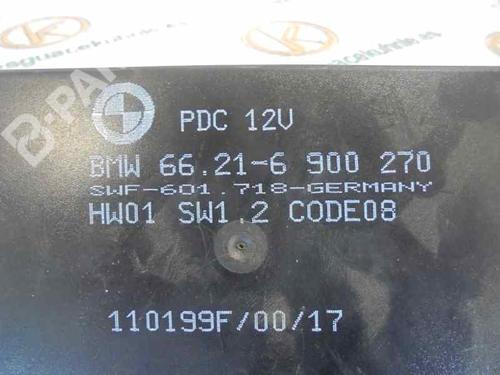 PDC 12V
BMW 66.21-6 900 270
SWF-601.718-GERMANY
HW01 SW1.2 CODE08
110199F/00/17